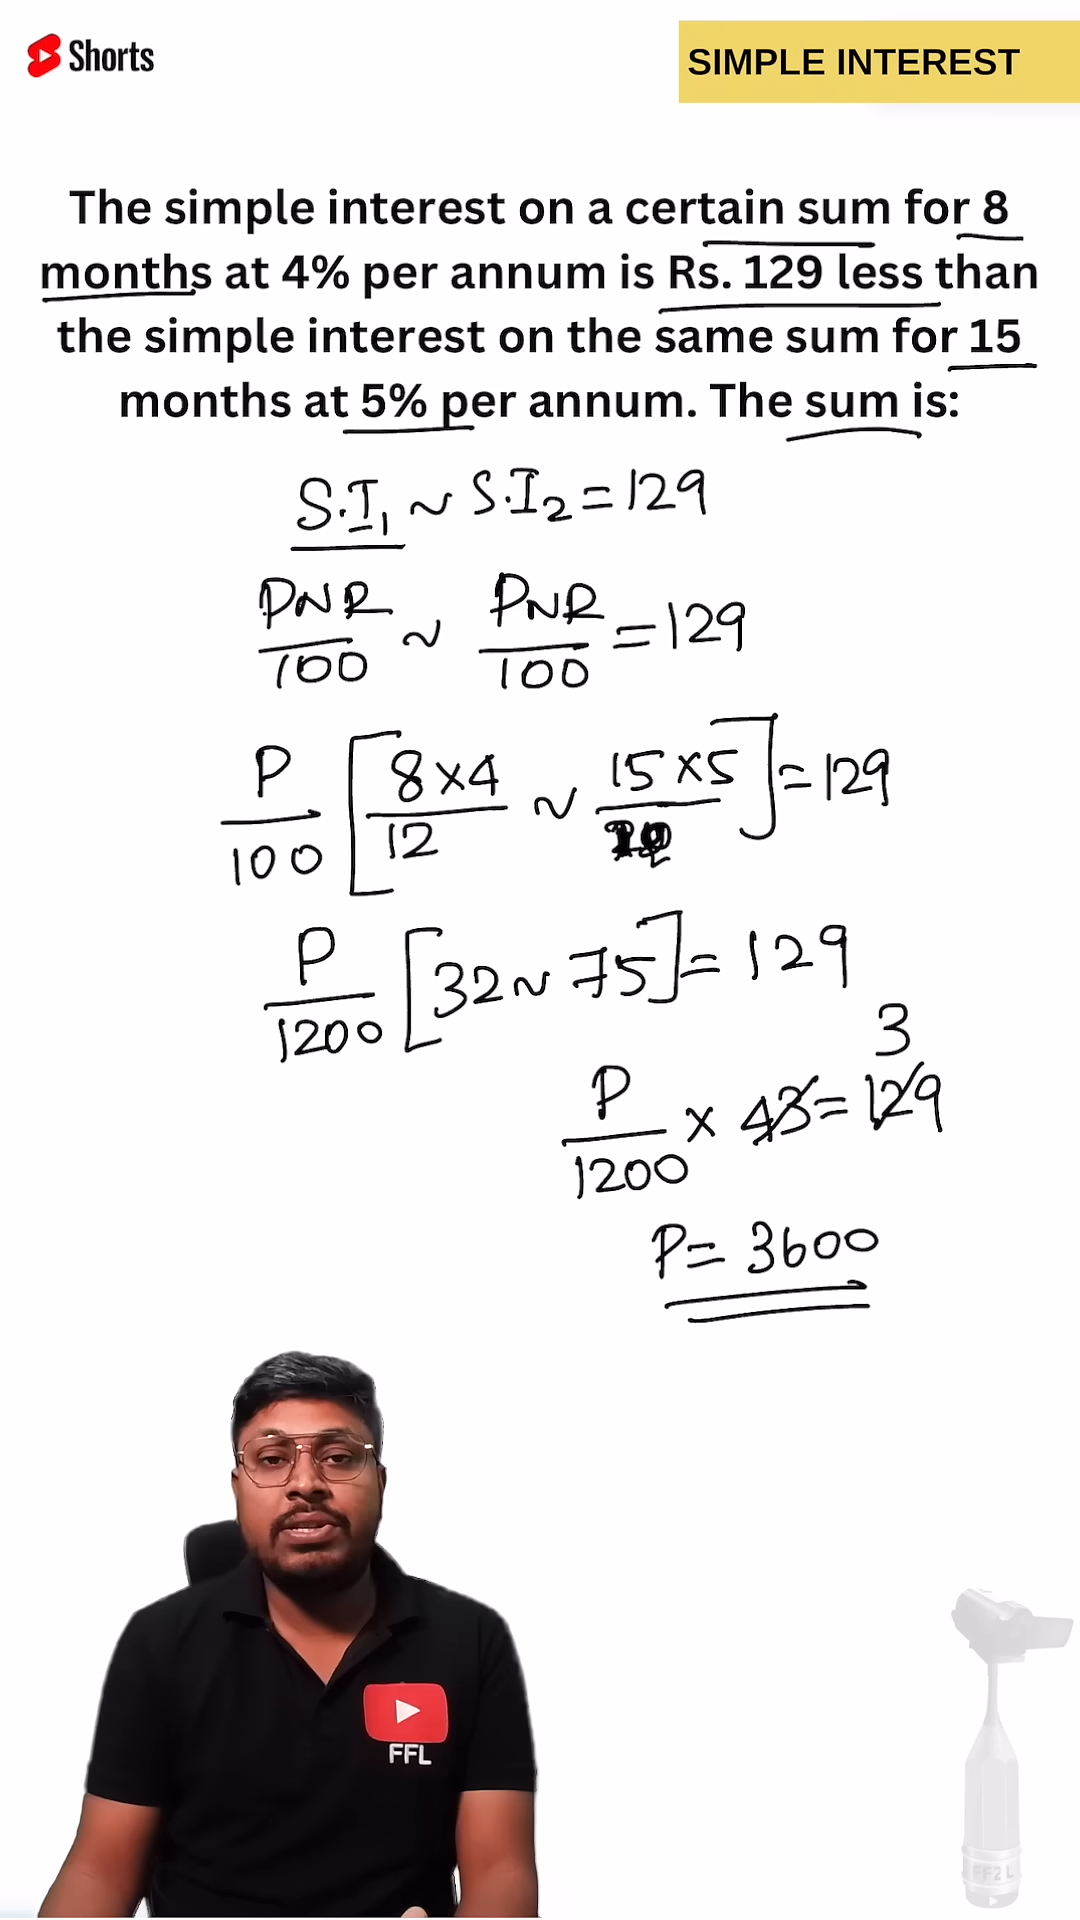 Shorts
SIMPLE INTEREST
The simple interest on a certain sum for 8
months at 4% per annum is Rs. 129 less than
the simple interest on the same sum for 15
months at 5% per annum. The sum is:
S.I₁ ~ S.I₂ = 129
PNR/100 ~ PNR/100 = 129
P/100 [8×4/12 ~ 15×5/12] = 129
P/1200 [32 ~ 75] = 129
3
P/1200 × 43 = 129
P = 3600
FFL
FF2L